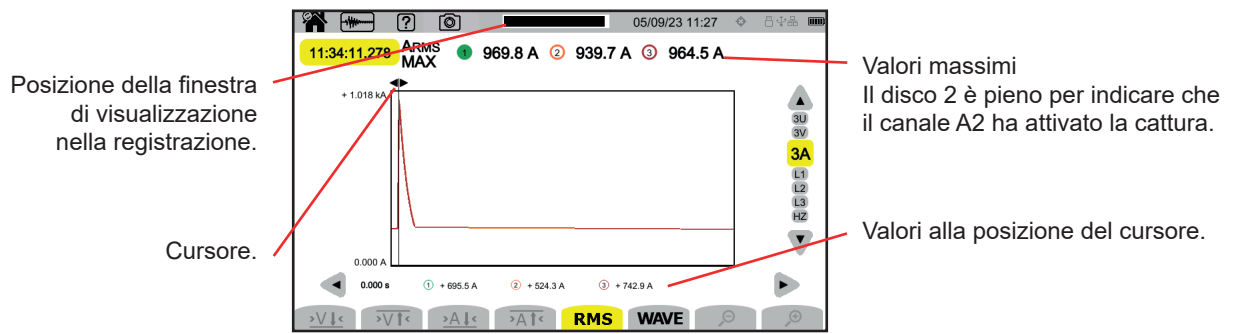 ?
05/09/23 11:27
11:34:11.278 ARMS MAX 1 969.8 A 2 939.7 A 3 964.5 A
Posizione della finestra
di visualizzazione
nella registrazione.
Valori massimi
Il disco 2 è pieno per indicare che
il canale A2 ha attivato la cattura.
+ 1.018 kA
3U
3V
3A
L1
L2
L3
HZ
Cursore.
Valori alla posizione del cursore.
0.000 A
0.000 s 1 + 695.5 A 2 + 524.3 A 3 + 742.9 A
>V↓< >V↑< >A↓< >A↑< RMS WAVE